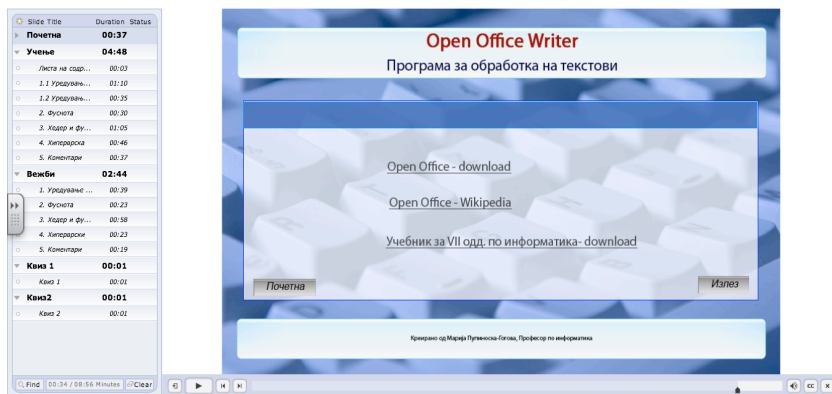 Slide Title Duration Status
Почетна 00:37
Учење 04:48
Листа на содр... 00:03
1.1 Уредувањ... 01:10
1.2 Уредувањ... 00:35
2. Фуснота 00:30
3. Хедер и фу... 01:05
4. Хиперврска 00:46
5. Коментари 00:37
Вежби 02:44
1. Уредување ... 00:39
2. Фуснота 00:23
3. Хедер и фу... 00:58
4. Хиперврски 00:23
5. Коментари 00:19
Квиз 1 00:01
Квиз 1 00:01
Квиз2 00:01
Квиз 2 00:01
Find 00:34 / 08:56 Minutes Clear
Open Office Writer
Програма за обработка на текстови
Open Office - download
Open Office - Wikipedia
Учебник за VII одд. по информатика- download
Почетна Излез
Креирано од Марија Пупиноска-Гогова, Професор по информатика
cc